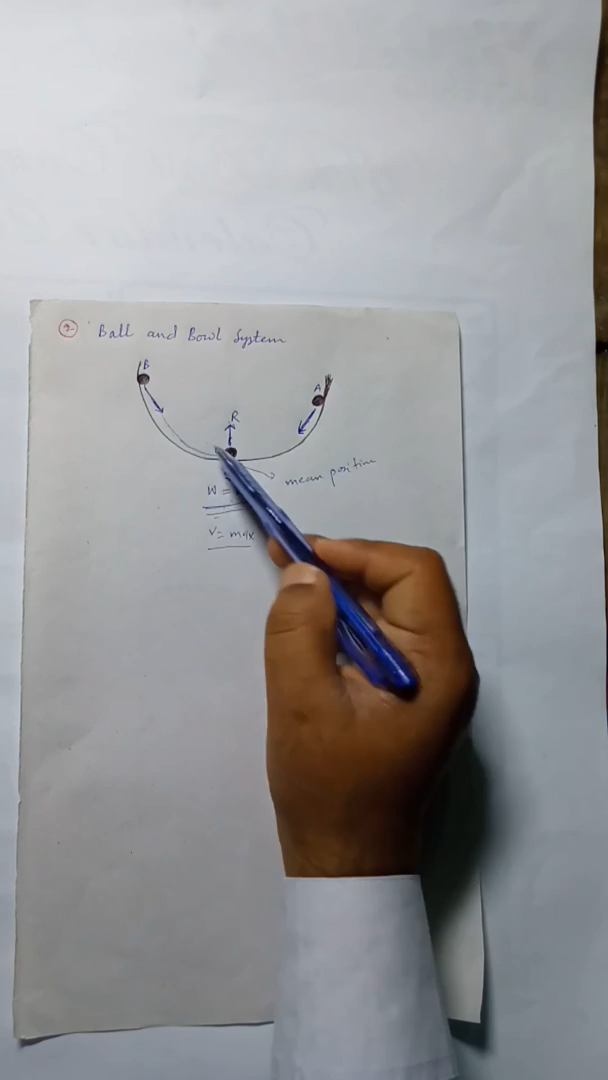 2- Ball and Bowl System
B
A
R
mean position
W =
V = max